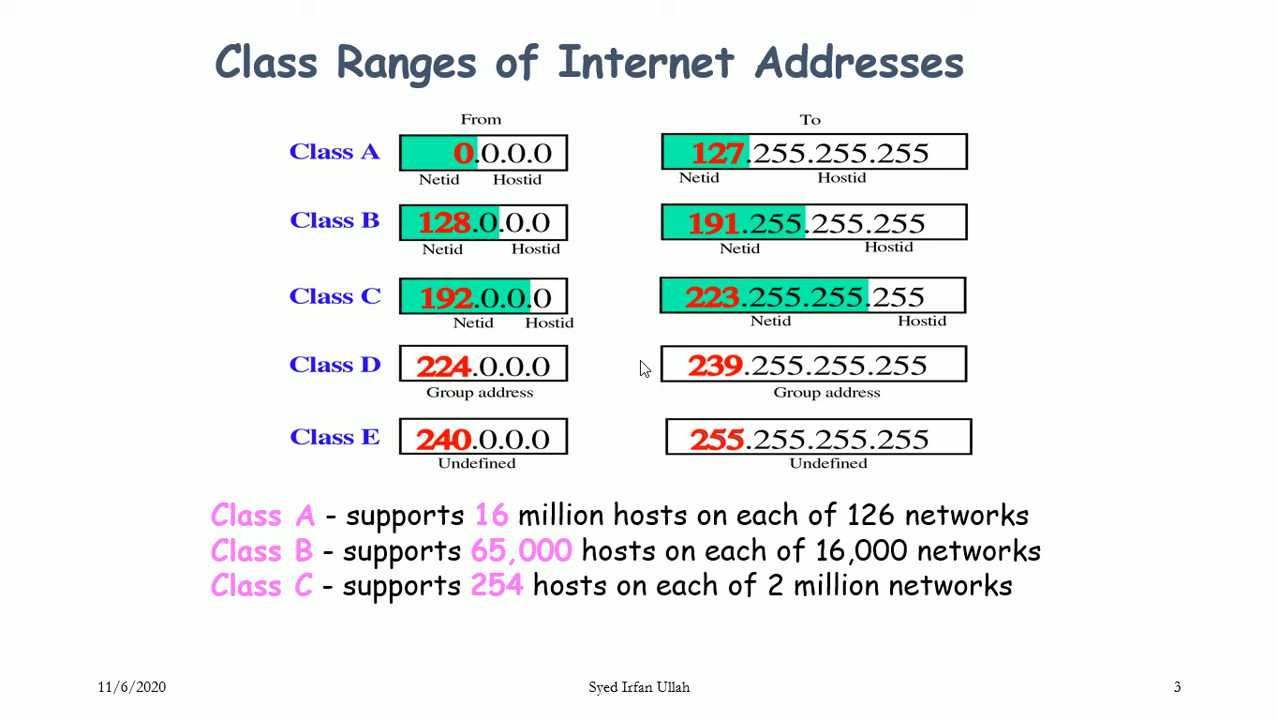 Class Ranges of Internet Addresses
From To
Class A 0.0.0.0 127.255.255.255
Netid Hostid Netid Hostid
Class B 128.0.0.0 191.255.255.255
Netid Hostid Netid Hostid
Class C 192.0.0.0 223.255.255.255
Netid Hostid Netid Hostid
Class D 224.0.0.0 239.255.255.255
Group address Group address
Class E 240.0.0.0 255.255.255.255
Undefined Undefined
Class A - supports 16 million hosts on each of 126 networks
Class B - supports 65,000 hosts on each of 16,000 networks
Class C - supports 254 hosts on each of 2 million networks
11/6/2020 Syed Irfan Ullah 3